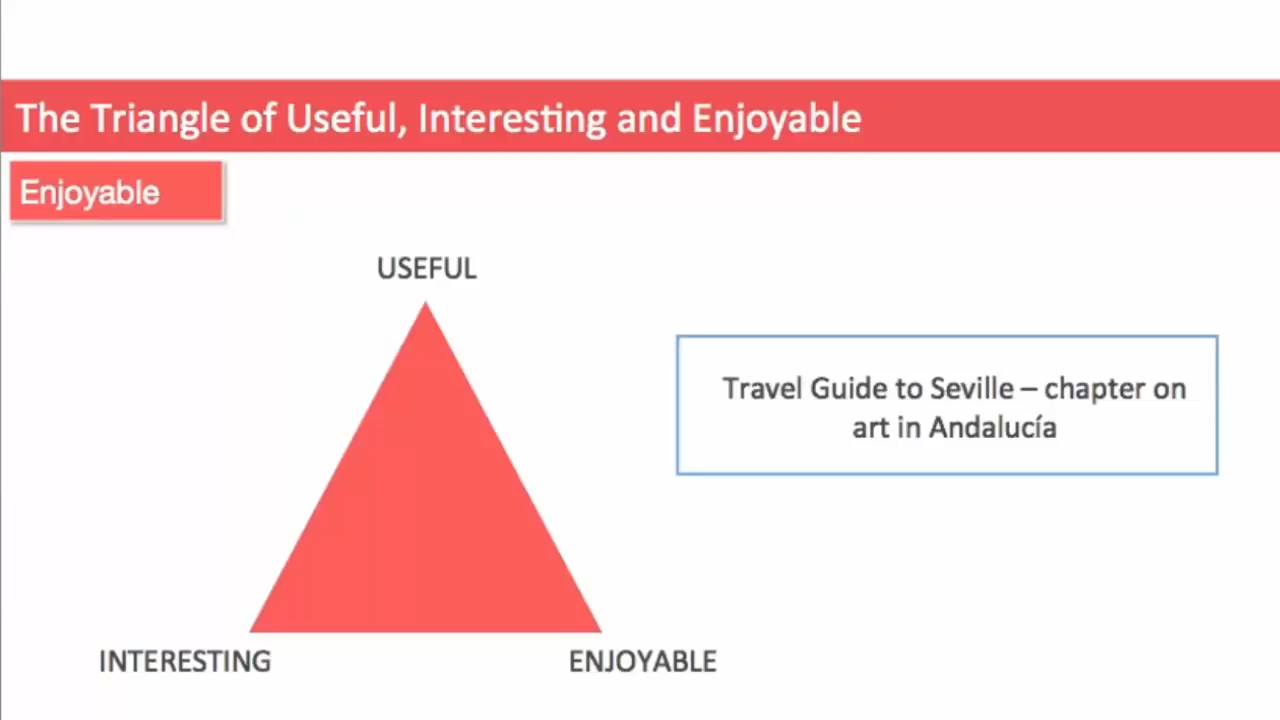 The Triangle of Useful, Interesting and Enjoyable
Enjoyable
USEFUL
Travel Guide to Seville – chapter on
art in Andalucía
INTERESTING
ENJOYABLE